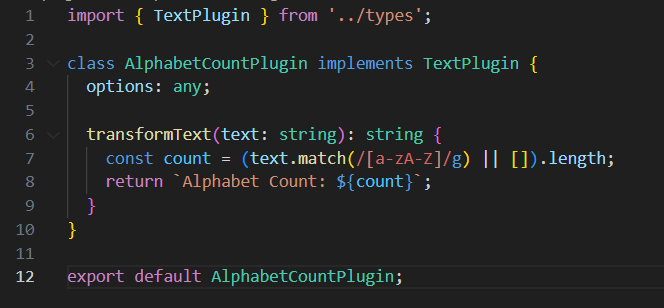 1 import { TextPlugin } from '../types';
2
3 class AlphabetCountPlugin implements TextPlugin {
4 options: any;
5
6 transformText(text: string): string {
7 const count = (text.match(/[a-zA-Z]/g) || []).length;
8 return `Alphabet Count: ${count}`;
9 }
10 }
11
12 export default AlphabetCountPlugin;